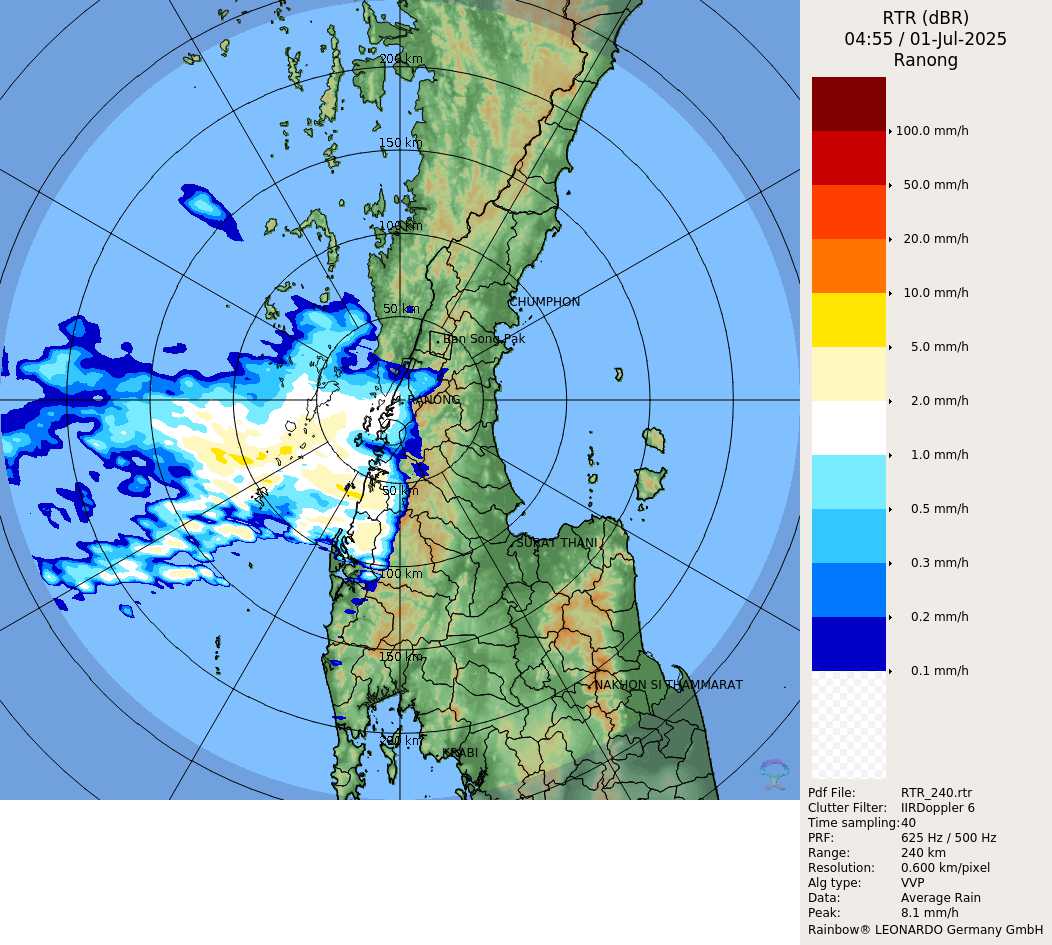 RTR (dBR)
04:55 / 01-Jul-2025
Ranong
200 km
150 km
100 km
50 km
CHUMPHON
Ban Song Pak
RANONG
50 km
SURAT THANI
100 km
150 km
NAKHON SI THAMMARAT
200 km
KRABI
100.0 mm/h
50.0 mm/h
20.0 mm/h
10.0 mm/h
5.0 mm/h
2.0 mm/h
1.0 mm/h
0.5 mm/h
0.3 mm/h
0.2 mm/h
0.1 mm/h
Pdf File: RTR_240.rtr
Clutter Filter: IIRDoppler 6
Time sampling:40
PRF: 625 Hz / 500 Hz
Range: 240 km
Resolution: 0.600 km/pixel
Alg type: VVP
Data: Average Rain
Peak: 8.1 mm/h
Rainbow® LEONARDO Germany GmbH